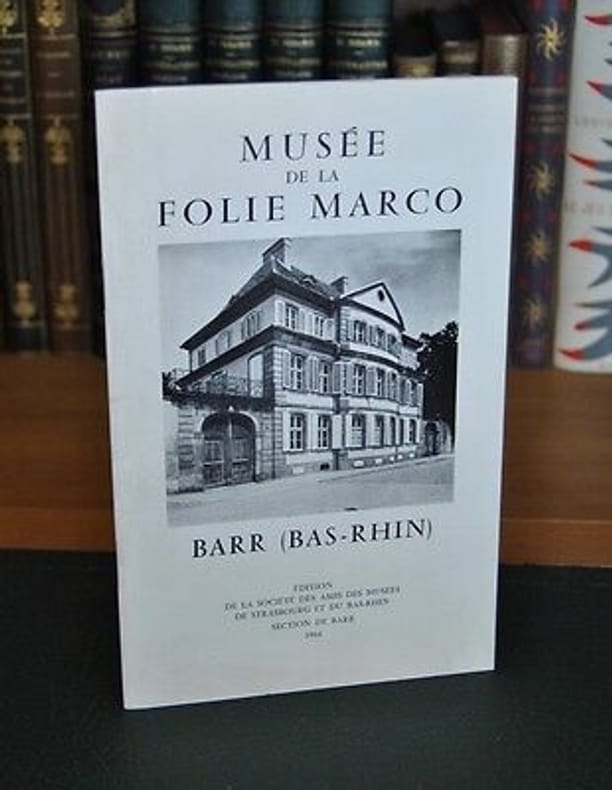 MUSÉE
DE LA
FOLIE MARCO
BARR (BAS-RHIN)
ÉDITION
DE LA SOCIÉTÉ DES AMIS DES MUSÉES
DE STRASBOURG ET DU BAS-RHIN
SECTION DE BARR